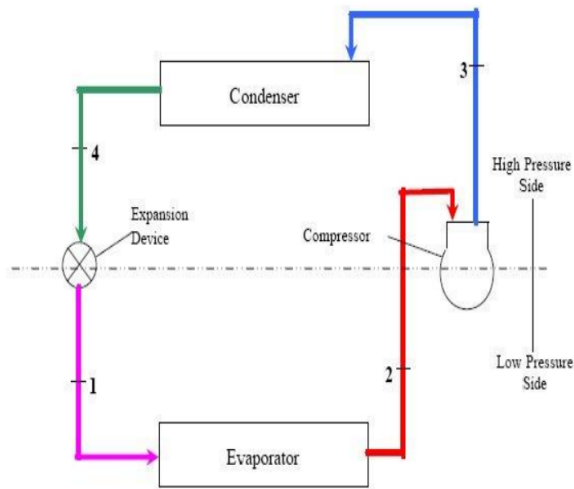 Condenser
3
4
High Pressure
Side
Expansion
Device
Compressor
1
2
Low Pressure
Side
Evaporator